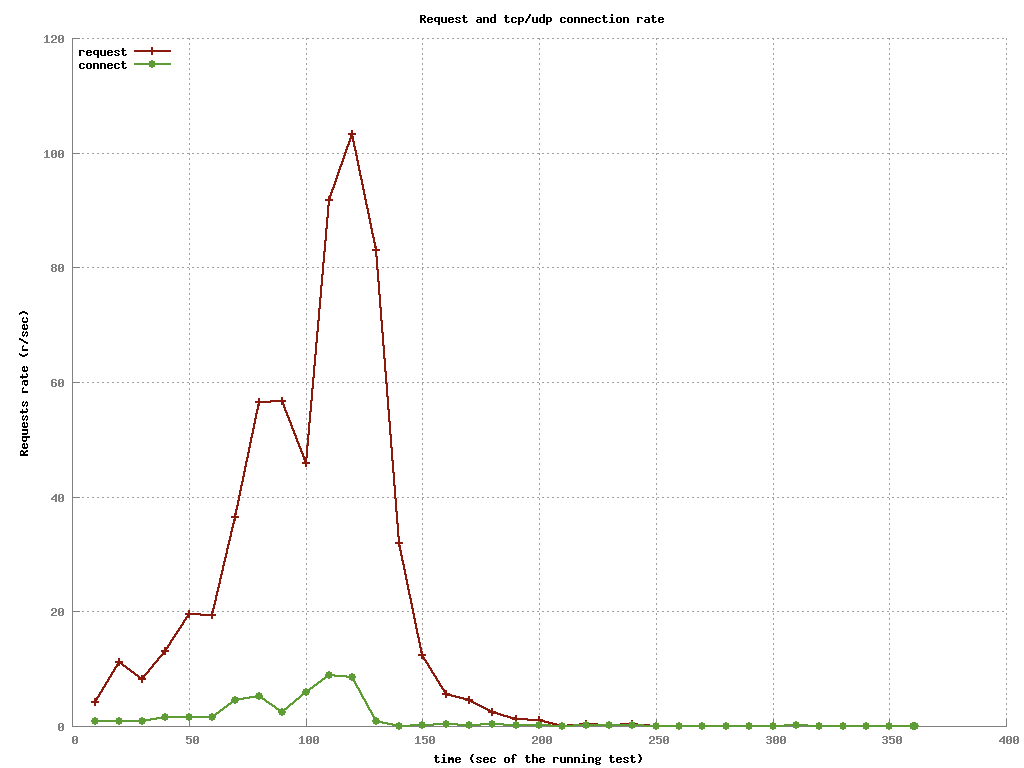 Request and tcp/udp connection rate
120
request
connect
100
80
60
40
20
0
Requests rate (r/sec)
0 50 100 150 200 250 300 350 400
time (sec of the running test)